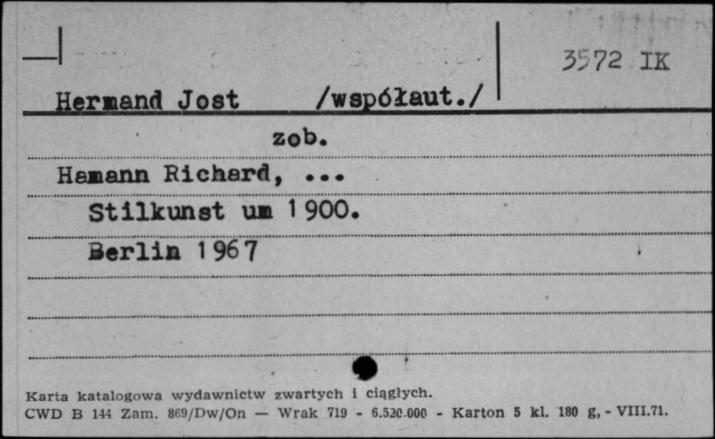 3572 IK
Hermand Jost /współaut./
zob.
Hamann Richard, ...
Stilkunst um 1900.
Berlin 1967
Karta katalogowa wydawnictw zwartych i ciągłych.
CWD B 144 Zam. 869/Dw/On — Wrak 719 - 6.520.000 - Karton 5 kl. 180 g, - VIII.71.